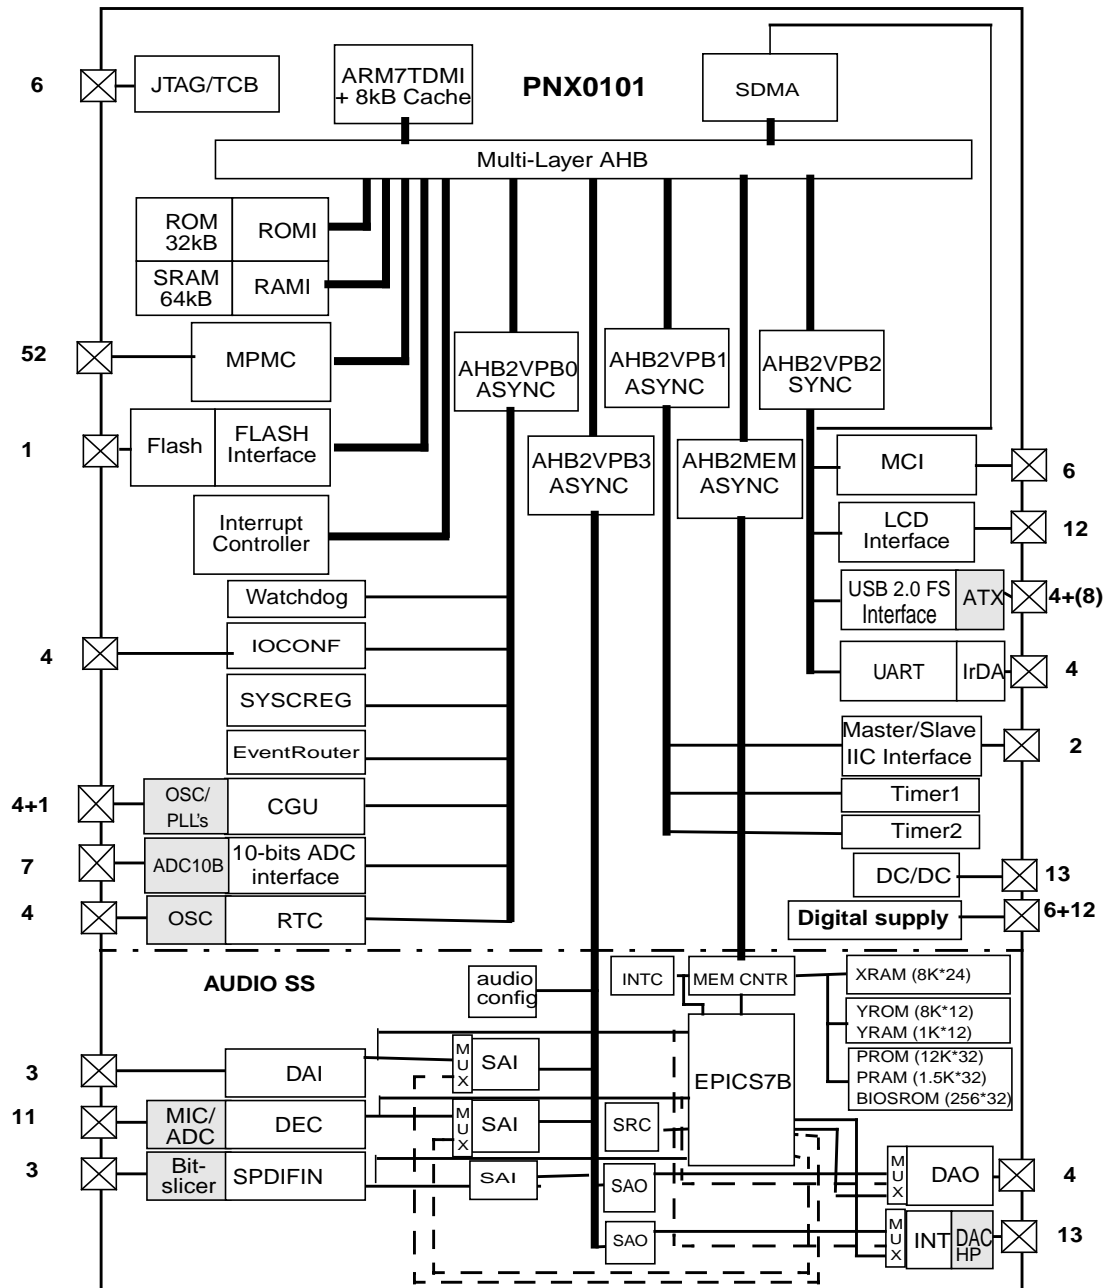 6
JTAG/TCB
ARM7TDMI
+ 8kB Cache
PNX0101
SDMA
Multi-Layer AHB
ROM
32kB
ROMI
SRAM
64kB
RAMI
52
MPMC
AHB2VPB0
ASYNC
AHB2VPB1
ASYNC
AHB2VPB2
SYNC
1
Flash
FLASH
Interface
AHB2VPB3
ASYNC
AHB2MEM
ASYNC
MCI
6
Interrupt
Controller
LCD
Interface
12
Watchdog
USB 2.0 FS
Interface
ATX
4+(8)
4
IOCONF
UART
IrDA
4
SYSCREG
EventRouter
Master/Slave
IIC Interface
2
4+1
OSC/
PLL's
CGU
Timer1
Timer2
7
ADC10B
10-bits ADC
interface
DC/DC
13
4
OSC
RTC
Digital supply
6+12
AUDIO SS
audio
config
INTC
MEM CNTR
XRAM (8K*24)
YROM (8K*12)
YRAM (1K*12)
PROM (12K*32)
PRAM (1.5K*32)
BIOSROM (256*32)
3
DAI
MUX
SAI
EPICS7B
11
MIC/
ADC
DEC
MUX
SAI
SRC
3
Bit-
slicer
SPDIFIN
SAI
SAO
MUX
DAO
4
SAO
MUX
INT
DAC
HP
13